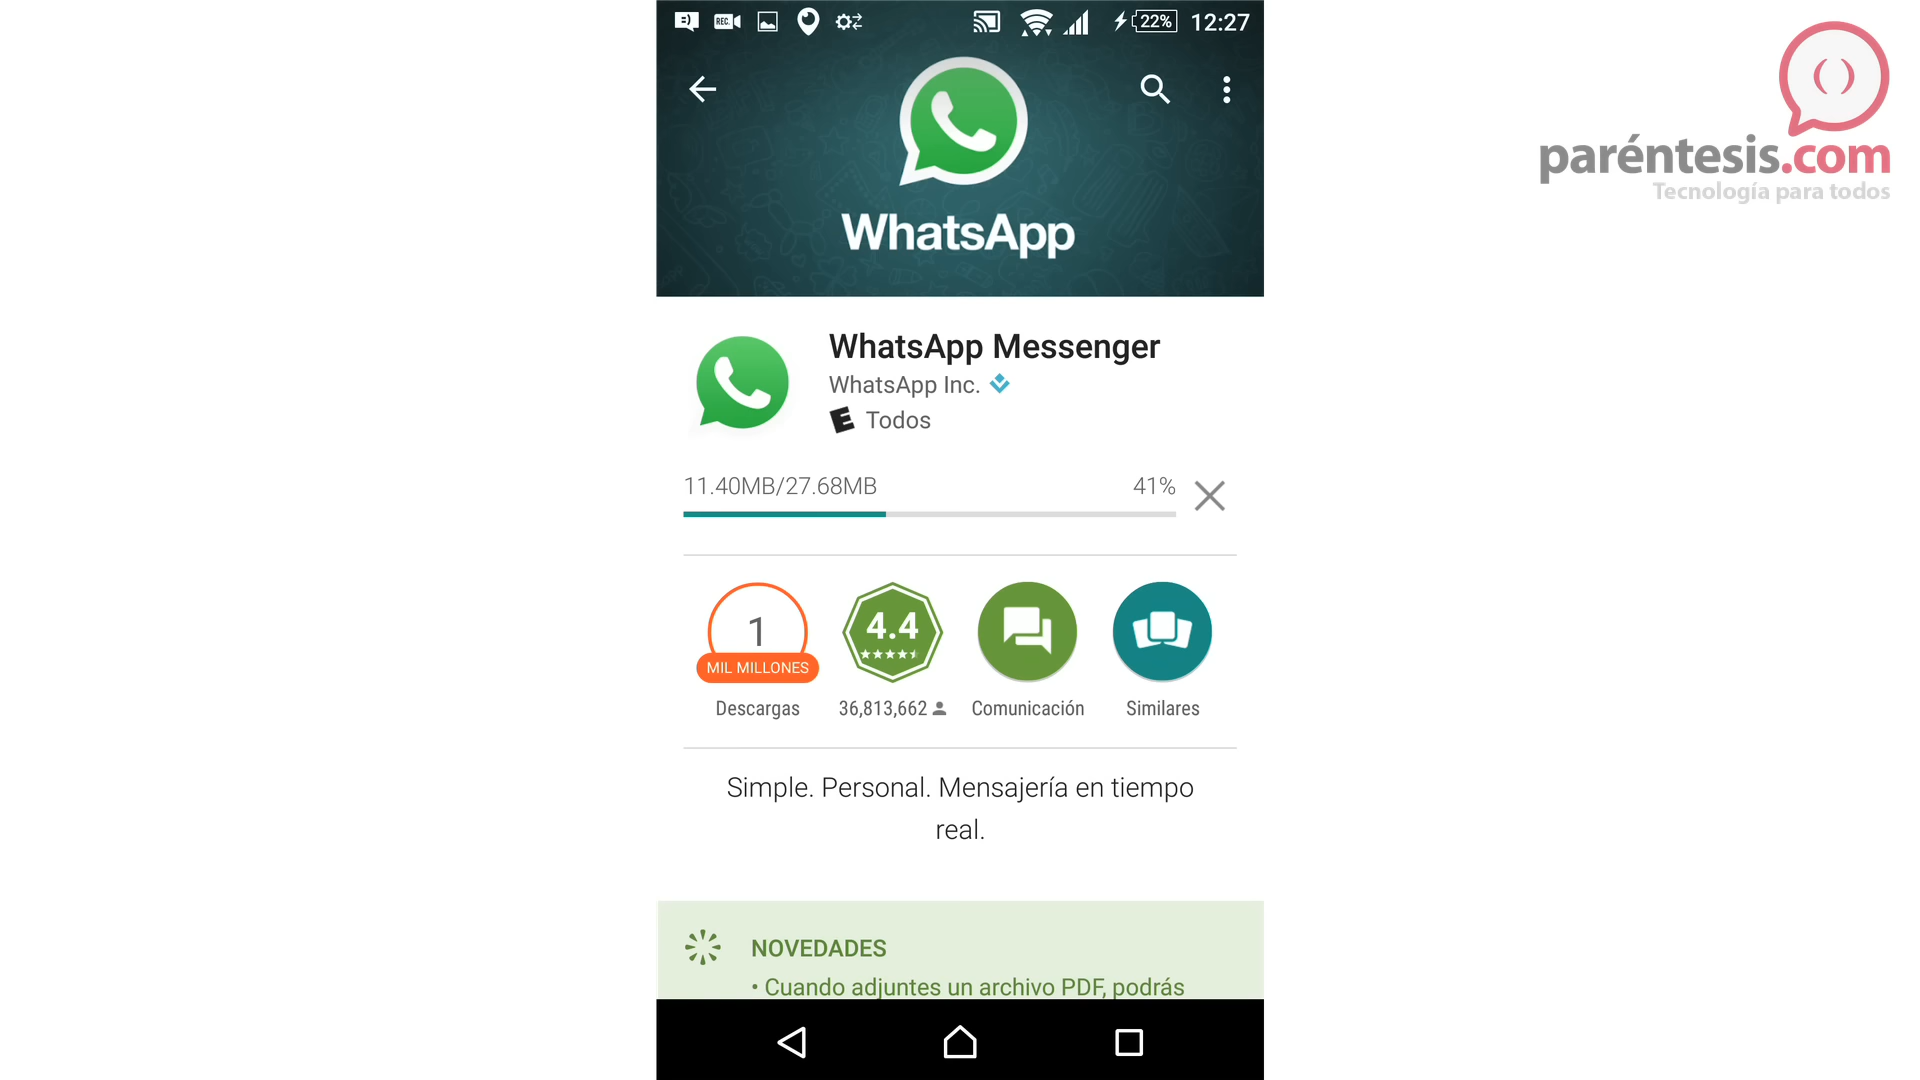 REC.
22%
12:27
( )
paréntesis.com
Tecnología para todos
WhatsApp
WhatsApp Messenger
WhatsApp Inc.
E Todos
11.40MB/27.68MB 41%
1
MIL MILLONES
Descargas
4.4
36,813,662
Comunicación
Similares
Simple. Personal. Mensajería en tiempo
real.
NOVEDADES
• Cuando adjuntes un archivo PDF, podrás